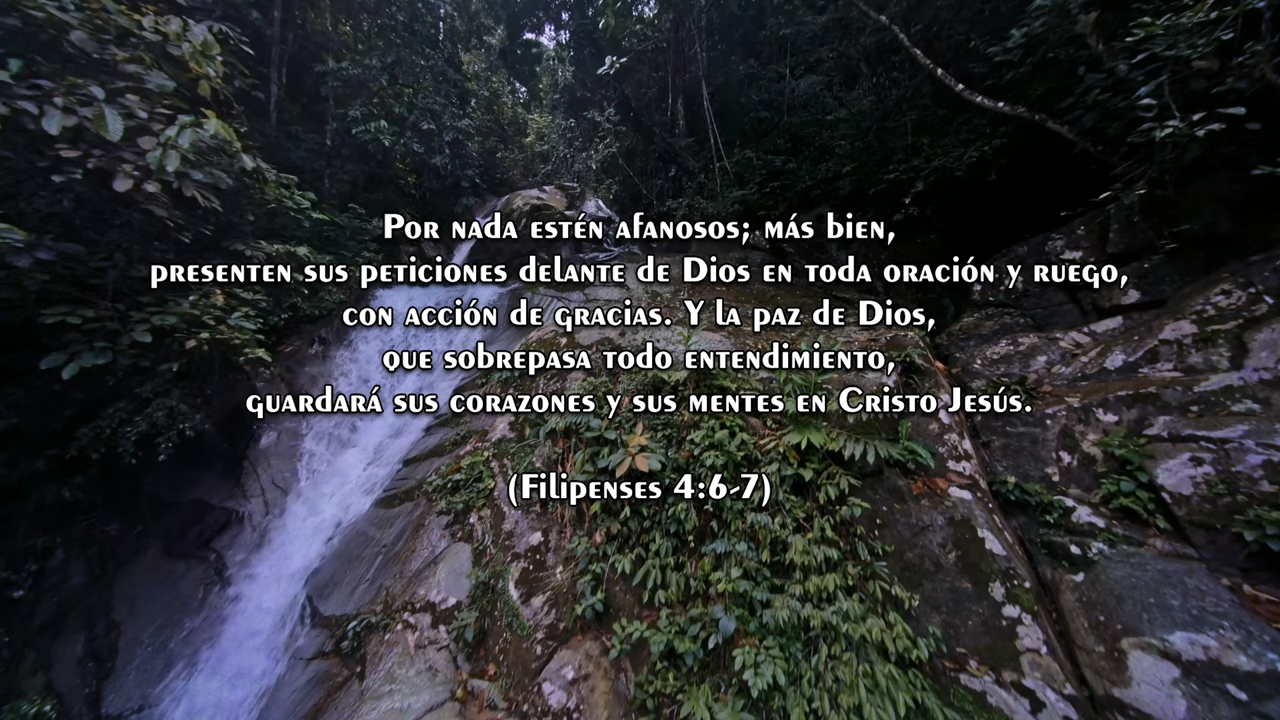 Por nada estén afanosos; más bien,
presenten sus peticiones delante de Dios en toda oración y ruego,
con acción de gracias. Y la paz de Dios,
que sobrepasa todo entendimiento,
guardará sus corazones y sus mentes en Cristo Jesús.
(Filipenses 4:6-7)